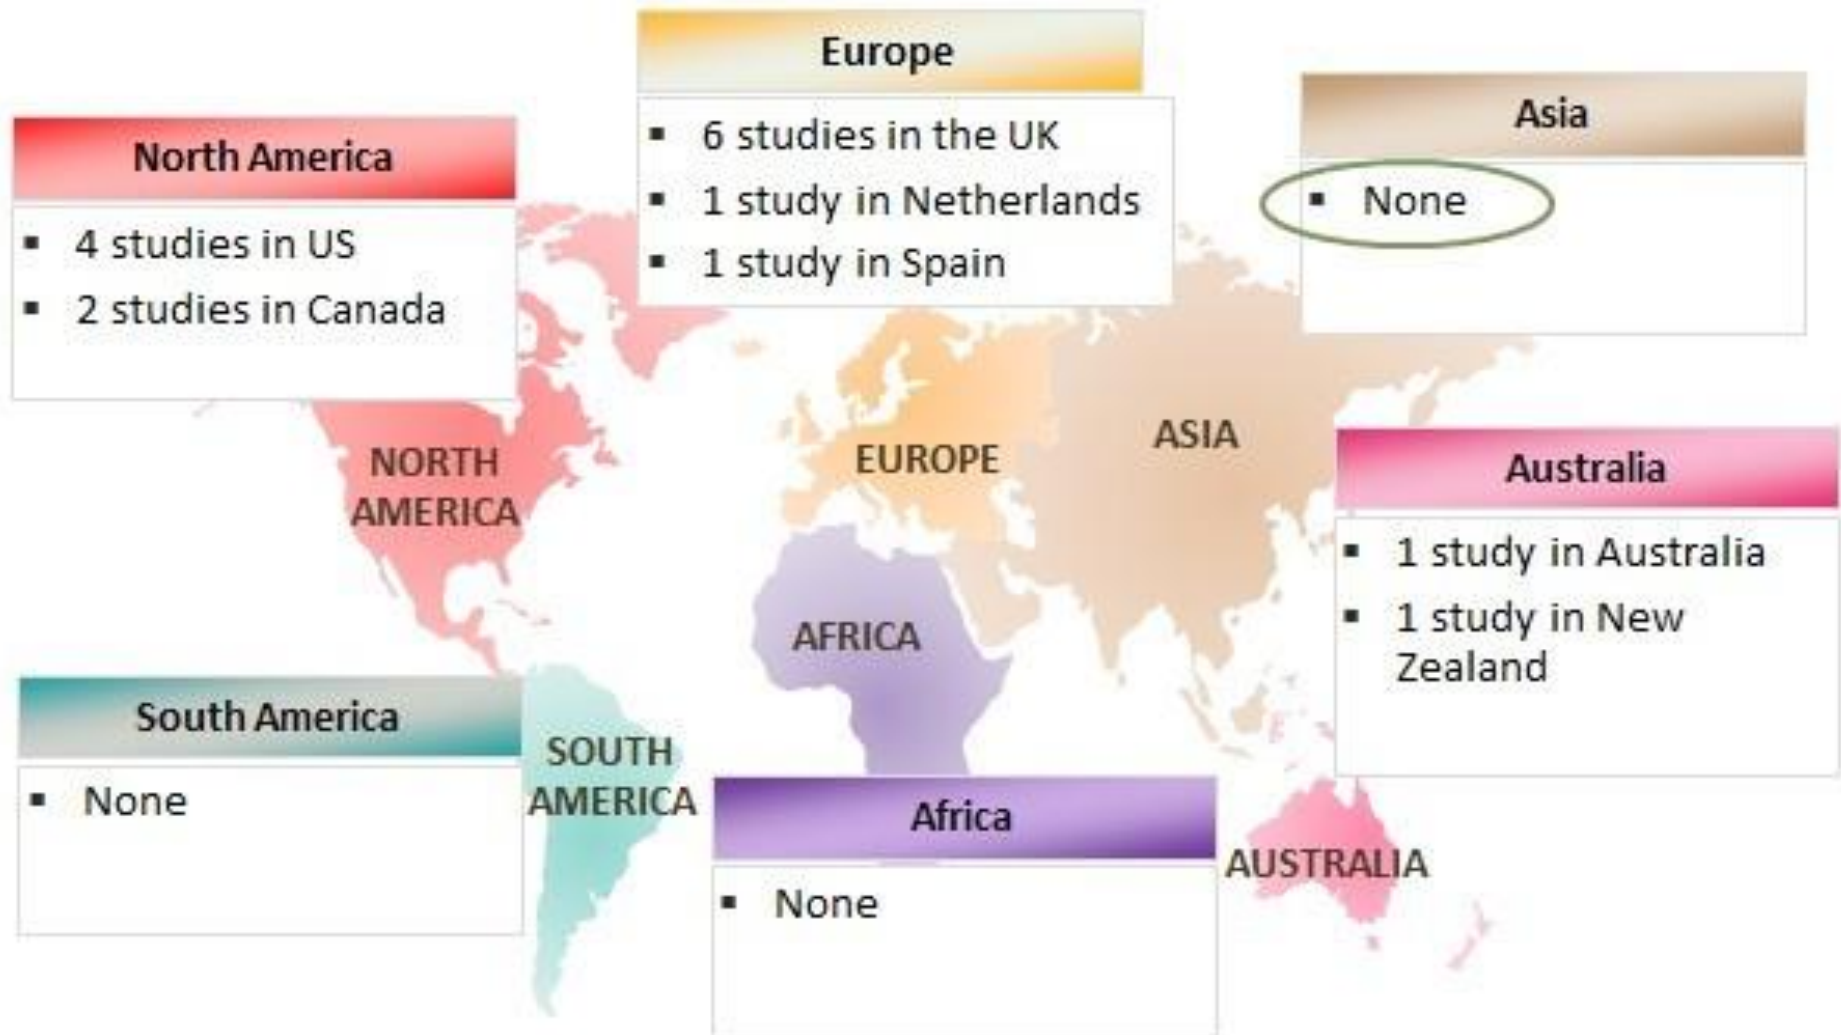 Europe
▪ 6 studies in the UK
▪ 1 study in Netherlands
▪ 1 study in Spain
Asia
▪ None
North America
▪ 4 studies in US
▪ 2 studies in Canada
NORTH
AMERICA
EUROPE
ASIA
Australia
▪ 1 study in Australia
▪ 1 study in New
Zealand
AFRICA
South America
▪ None
SOUTH
AMERICA
Africa
▪ None
AUSTRALIA